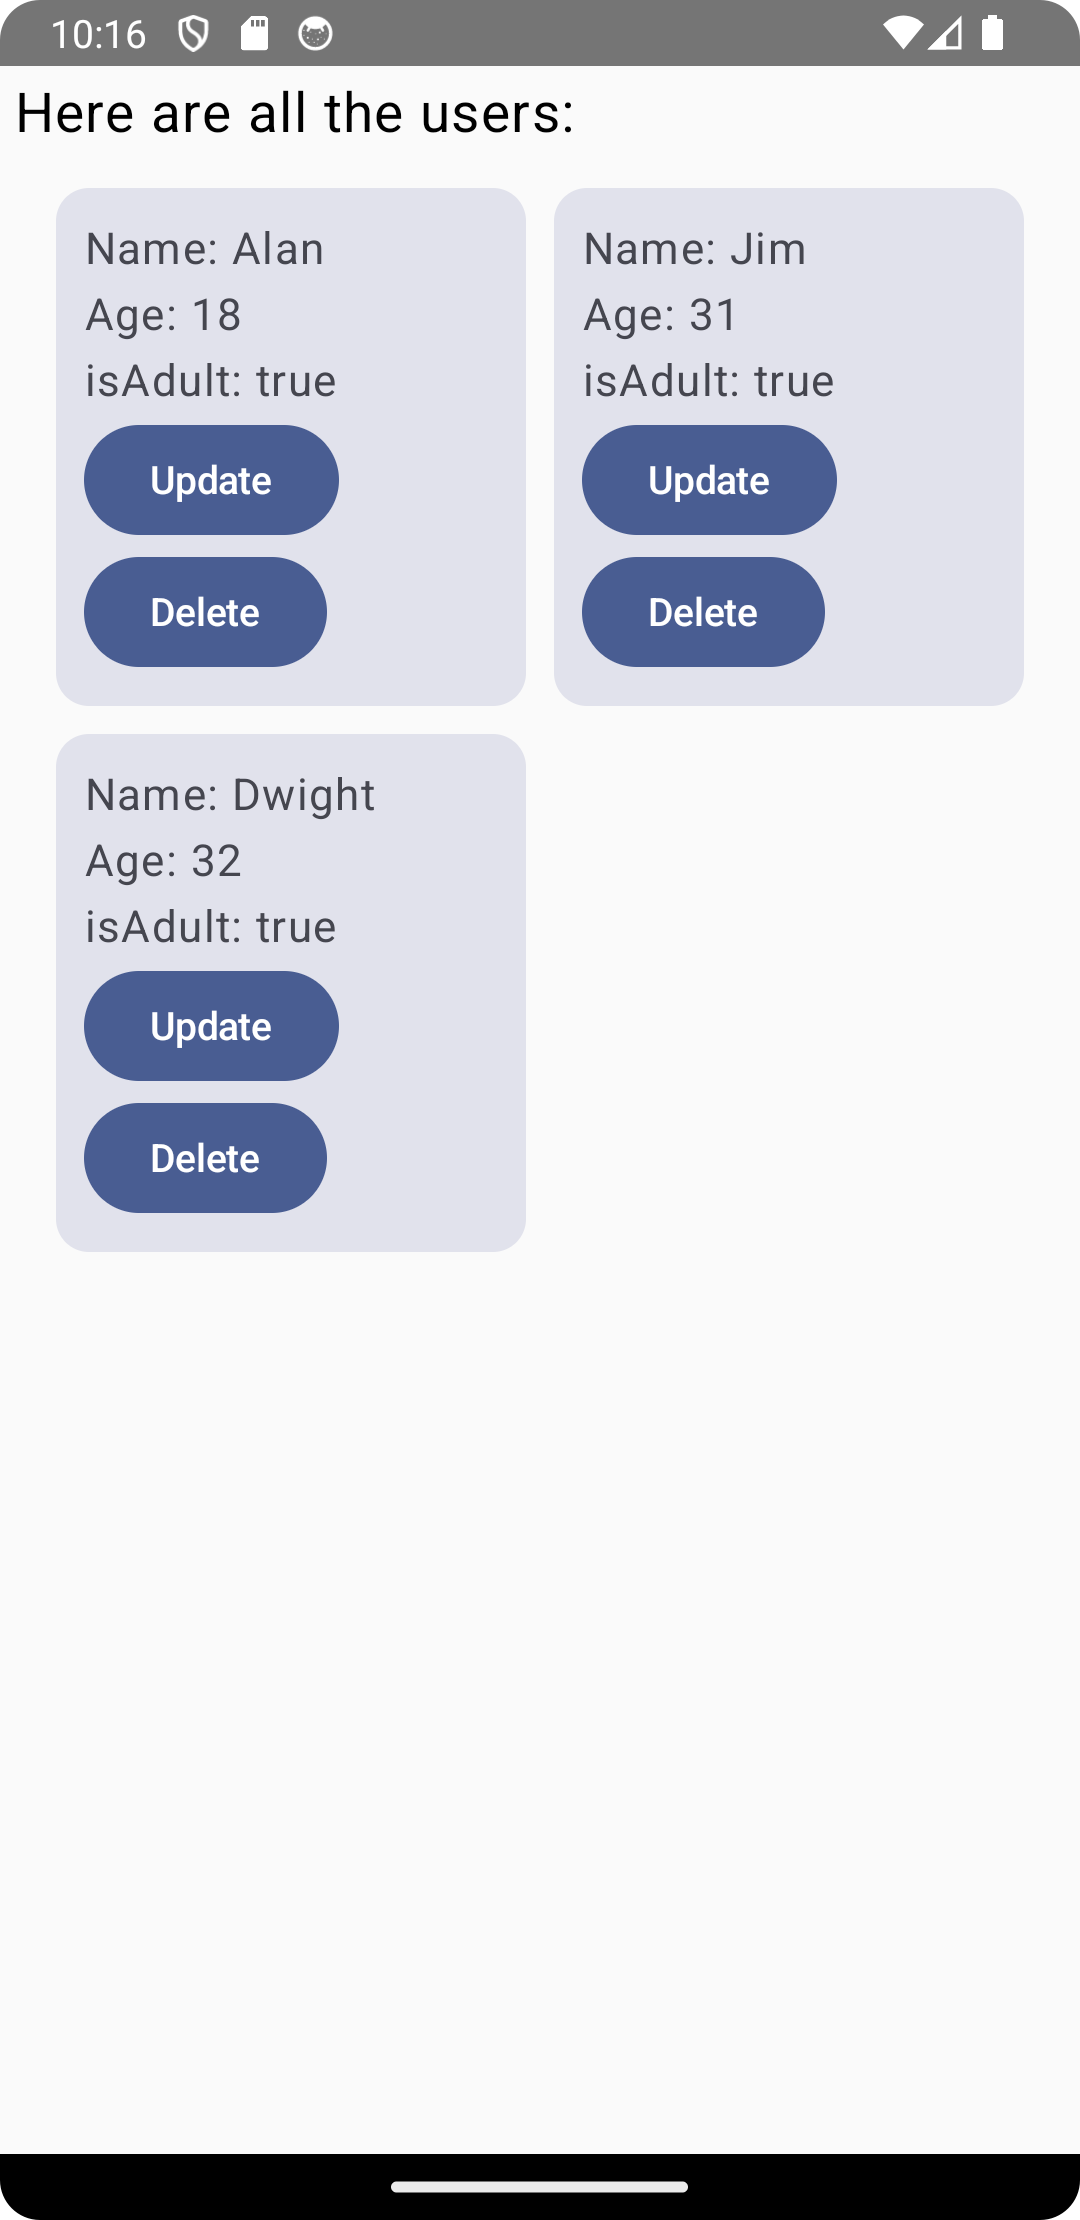 10:16
Here are all the users:
Name: Alan
Age: 18
isAdult: true
Update
Delete
Name: Jim
Age: 31
isAdult: true
Update
Delete
Name: Dwight
Age: 32
isAdult: true
Update
Delete